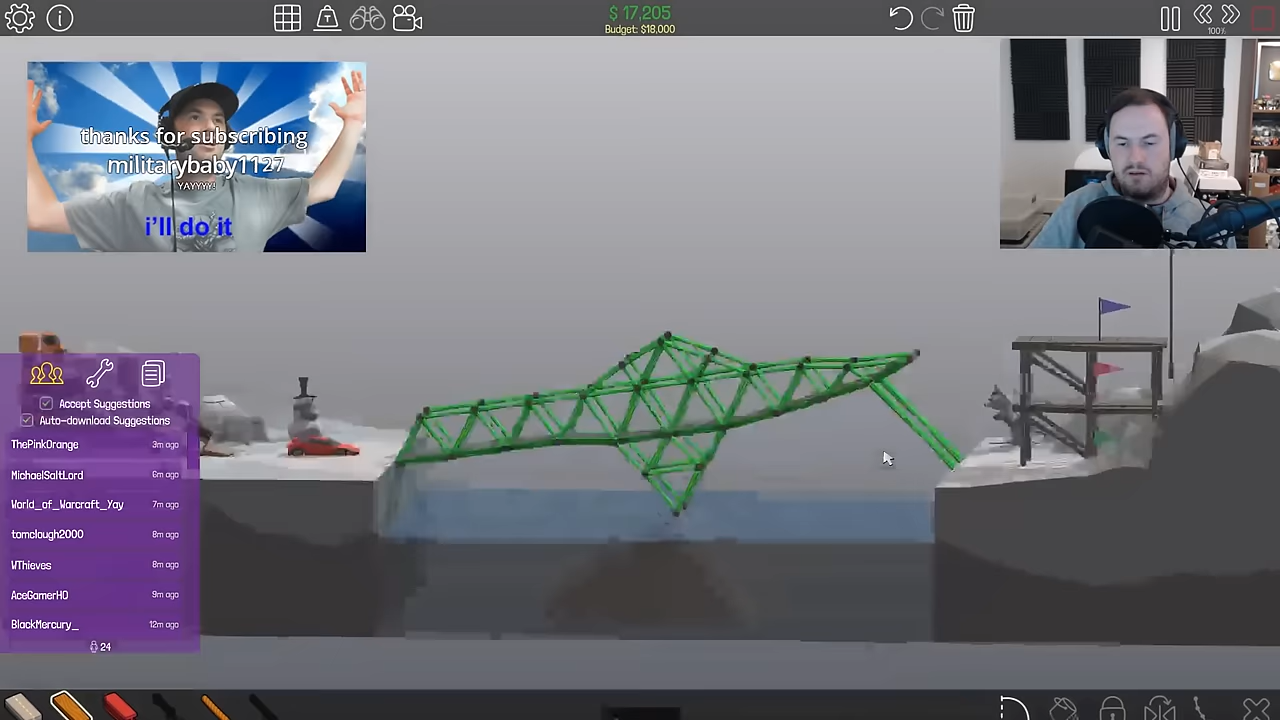 $ 17,205
Budget: $18,000
100%
thanks for subscribing
militarybaby1127
YAYYYY!
i'll do it
Accept Suggestions
Auto-download Suggestions
ThePinkOrange 3m ago
MichaelSaltLord 6m ago
World_of_Warcraft_Yay 7m ago
tomclough2000 8m ago
WThieves 8m ago
AceGamerHD 9m ago
BlackMercury_ 12m ago
24